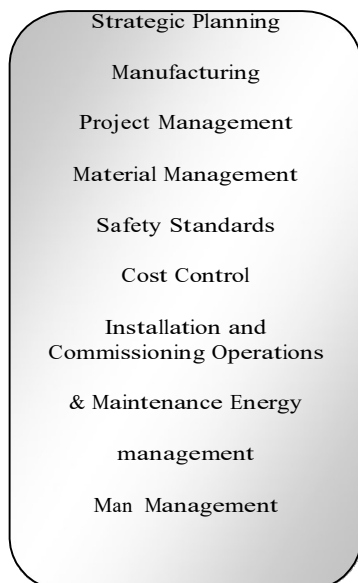 Strategic Planning
Manufacturing
Project Management
Material Management
Safety Standards
Cost Control
Installation and
Commissioning Operations
& Maintenance Energy
management
Man Management